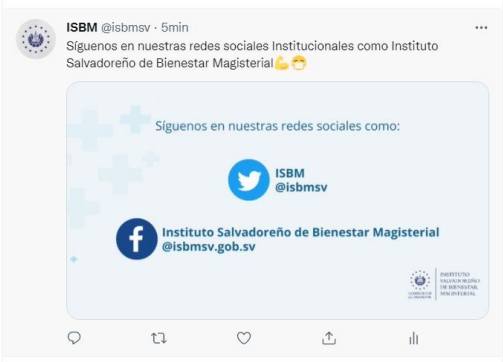 ISBM @isbmsv · 5min
Síguenos en nuestras redes sociales Institucionales como Instituto
Salvadoreño de Bienestar Magisterial💪😷
Síguenos en nuestras redes sociales como:
ISBM
@isbmsv
Instituto Salvadoreño de Bienestar Magisterial
@isbmsv.gob.sv
INSTITUTO
SALVADOREÑO
DE BIENESTAR
MAGISTERIAL